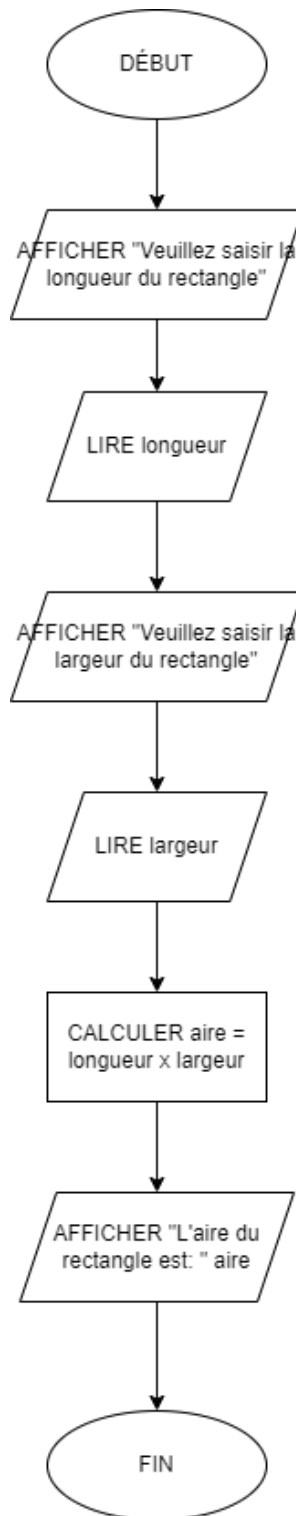 DÉBUT
AFFICHER "Veuillez saisir la
longueur du rectangle"
LIRE longueur
AFFICHER "Veuillez saisir la
largeur du rectangle"
LIRE largeur
CALCULER aire =
longueur x largeur
AFFICHER "L'aire du
rectangle est: " aire
FIN